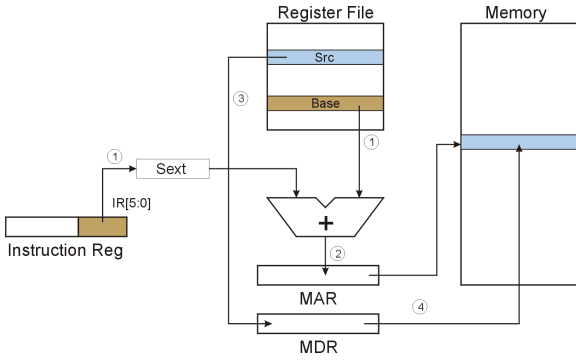 Register File
Memory
Src
③
Base
①
①
Sext
IR[5:0]
+
Instruction Reg
②
MAR
④
MDR